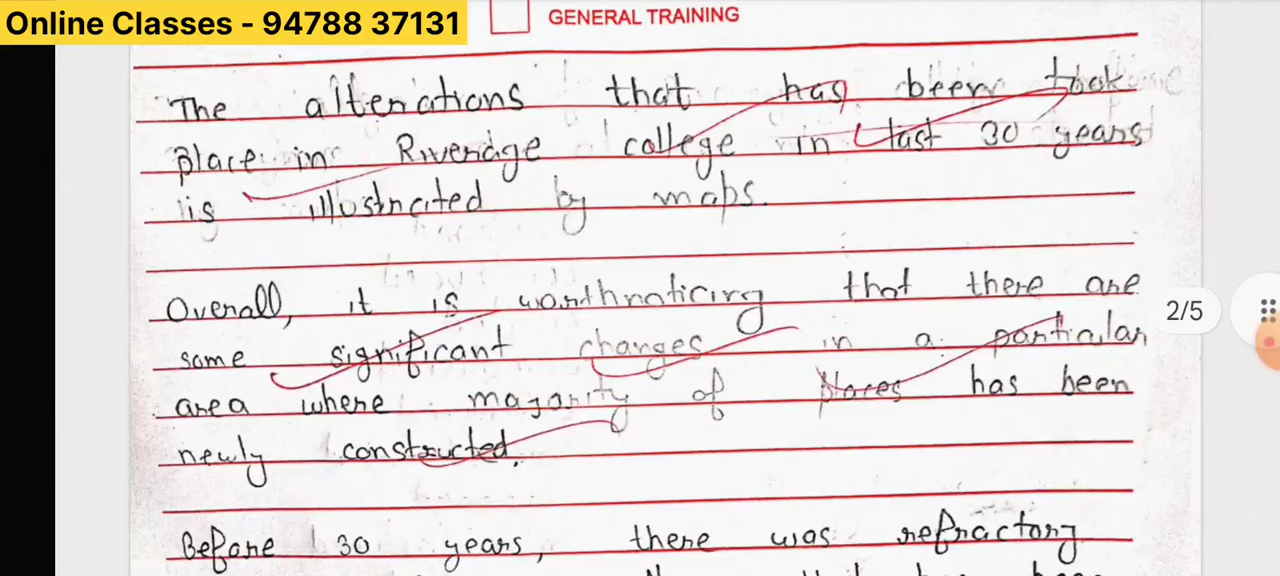 Online Classes - 94788 37131
GENERAL TRAINING
The alterations that has been took
place in Riveridge college in last 30 years
is illustrated by maps.
Overall, it is worthnoticing that there are
some significant changes in a particular
area where majority of places has been
newly constructed.
2/5
Before 30 years, there was refractory